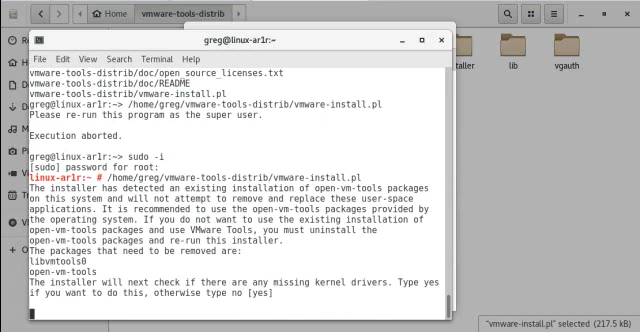 Home
vmware-tools-distrib
greg@linux-ar1r:~
File Edit View Search Terminal Help
vmware-tools-distrib/doc/open_source_licenses.txt
vmware-tools-distrib/doc/README
vmware-tools-distrib/vmware-install.pl
greg@linux-ar1r:~> /home/greg/vmware-tools-distrib/vmware-install.pl
Please re-run this program as the super user.
Execution aborted.
greg@linux-ar1r:~> sudo -i
[sudo] password for root:
linux-ar1r:~ # /home/greg/vmware-tools-distrib/vmware-install.pl
The installer has detected an existing installation of open-vm-tools packages
on this system and will not attempt to remove and replace these user-space
applications. It is recommended to use the open-vm-tools packages provided by
the operating system. If you do not want to use the existing installation of
open-vm-tools packages and use VMware Tools, you must uninstall the
open-vm-tools packages and re-run this installer.
The packages that need to be removed are:
libvmtools0
open-vm-tools
The installer will next check if there are any missing kernel drivers. Type yes
if you want to do this, otherwise type no [yes]
taller
lib
vgauth
"vmware-install.pl" selected (217.5 kB)